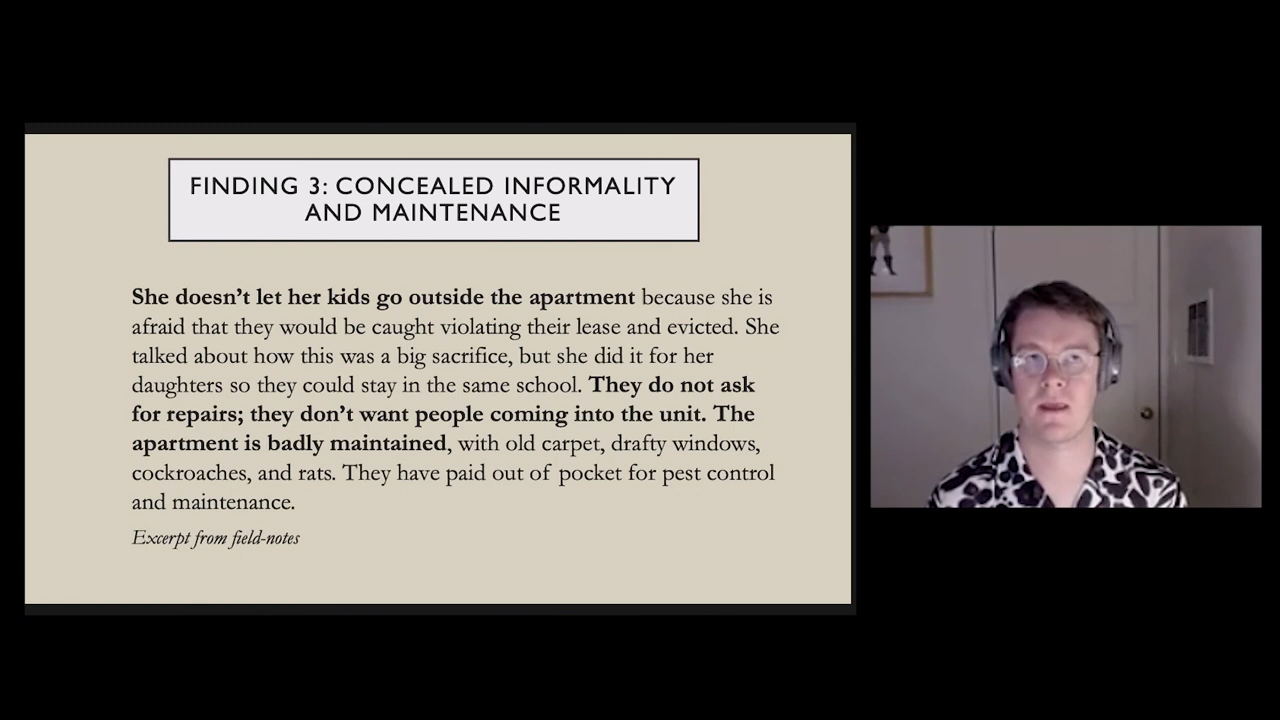 FINDING 3: CONCEALED INFORMALITY
AND MAINTENANCE
She doesn’t let her kids go outside the apartment because she is
afraid that they would be caught violating their lease and evicted. She
talked about how this was a big sacrifice, but she did it for her
daughters so they could stay in the same school. They do not ask
for repairs; they don’t want people coming into the unit. The
apartment is badly maintained, with old carpet, drafty windows,
cockroaches, and rats. They have paid out of pocket for pest control
and maintenance.
Excerpt from field-notes